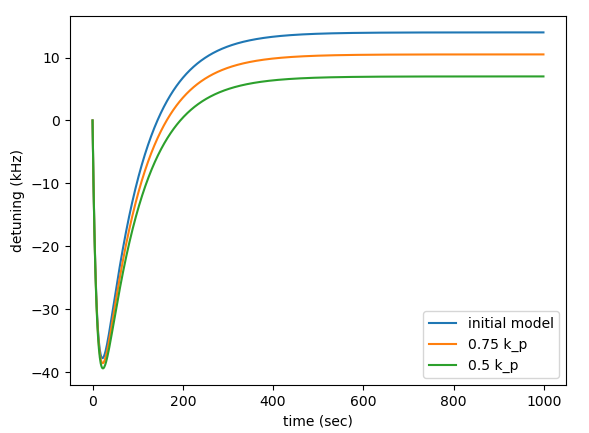 10
0
−10
−20
−30
−40
detuning (kHz)
0
200
400
600
800
1000
time (sec)
initial model
0.75 k_p
0.5 k_p